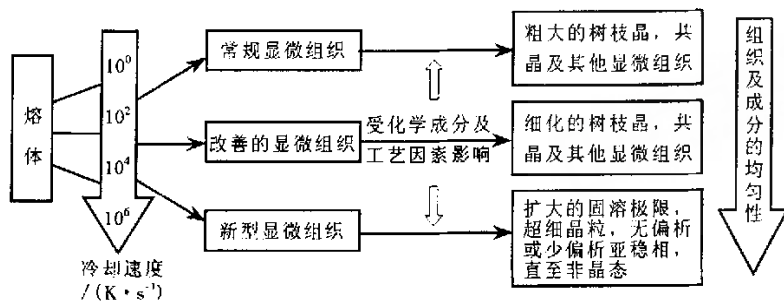 熔
体
10⁰
10²
10⁴
10⁶
冷却速度
/(K·s⁻¹)
常规显微组织
改善的显微组织
新型显微组织
受化学成分及
工艺因素影响
粗大的树枝晶，共
晶及其他显微组织
细化的树枝晶，共
晶及其他显微组织
扩大的固溶极限，
超细晶粒，无偏析
或少偏析亚稳相，
直至非晶态
组织及成分的均匀性